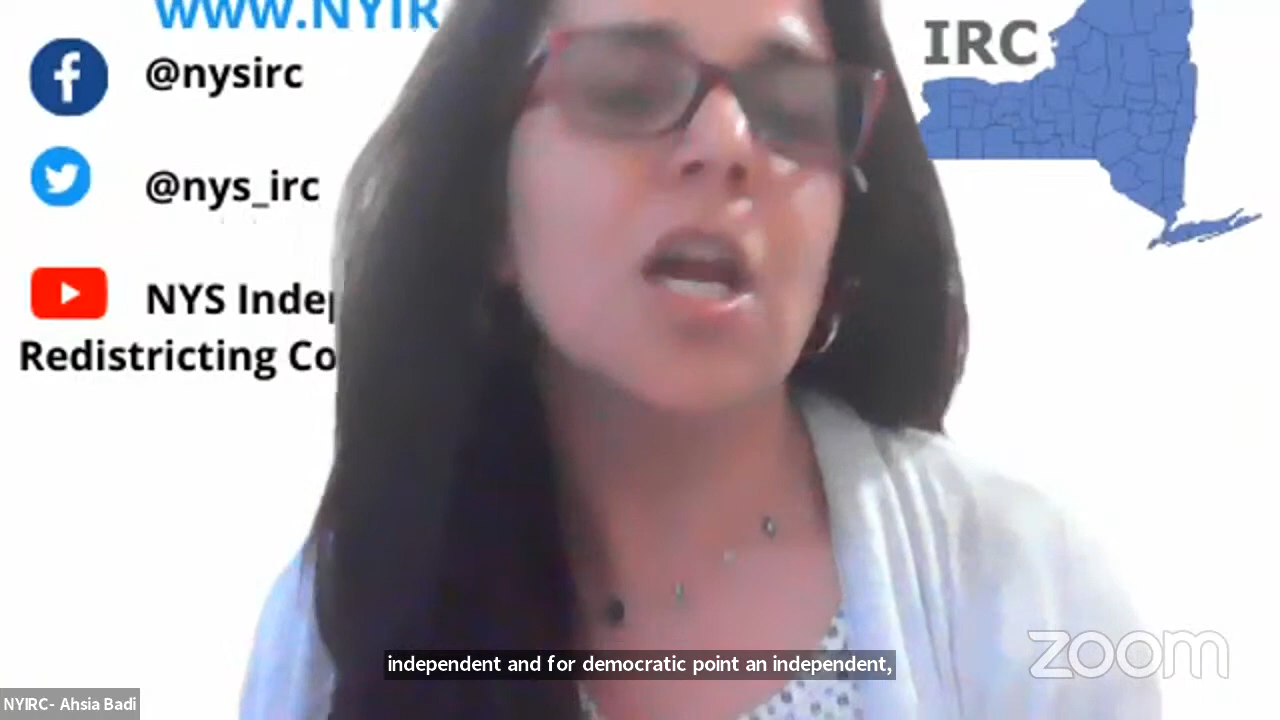 WWW.NYIR
IRC
@nysirc
@nys_irc
NYS Indep
Redistricting Co
independent and for democratic point an independent,
zoom
NYIRC- Ahsia Badi